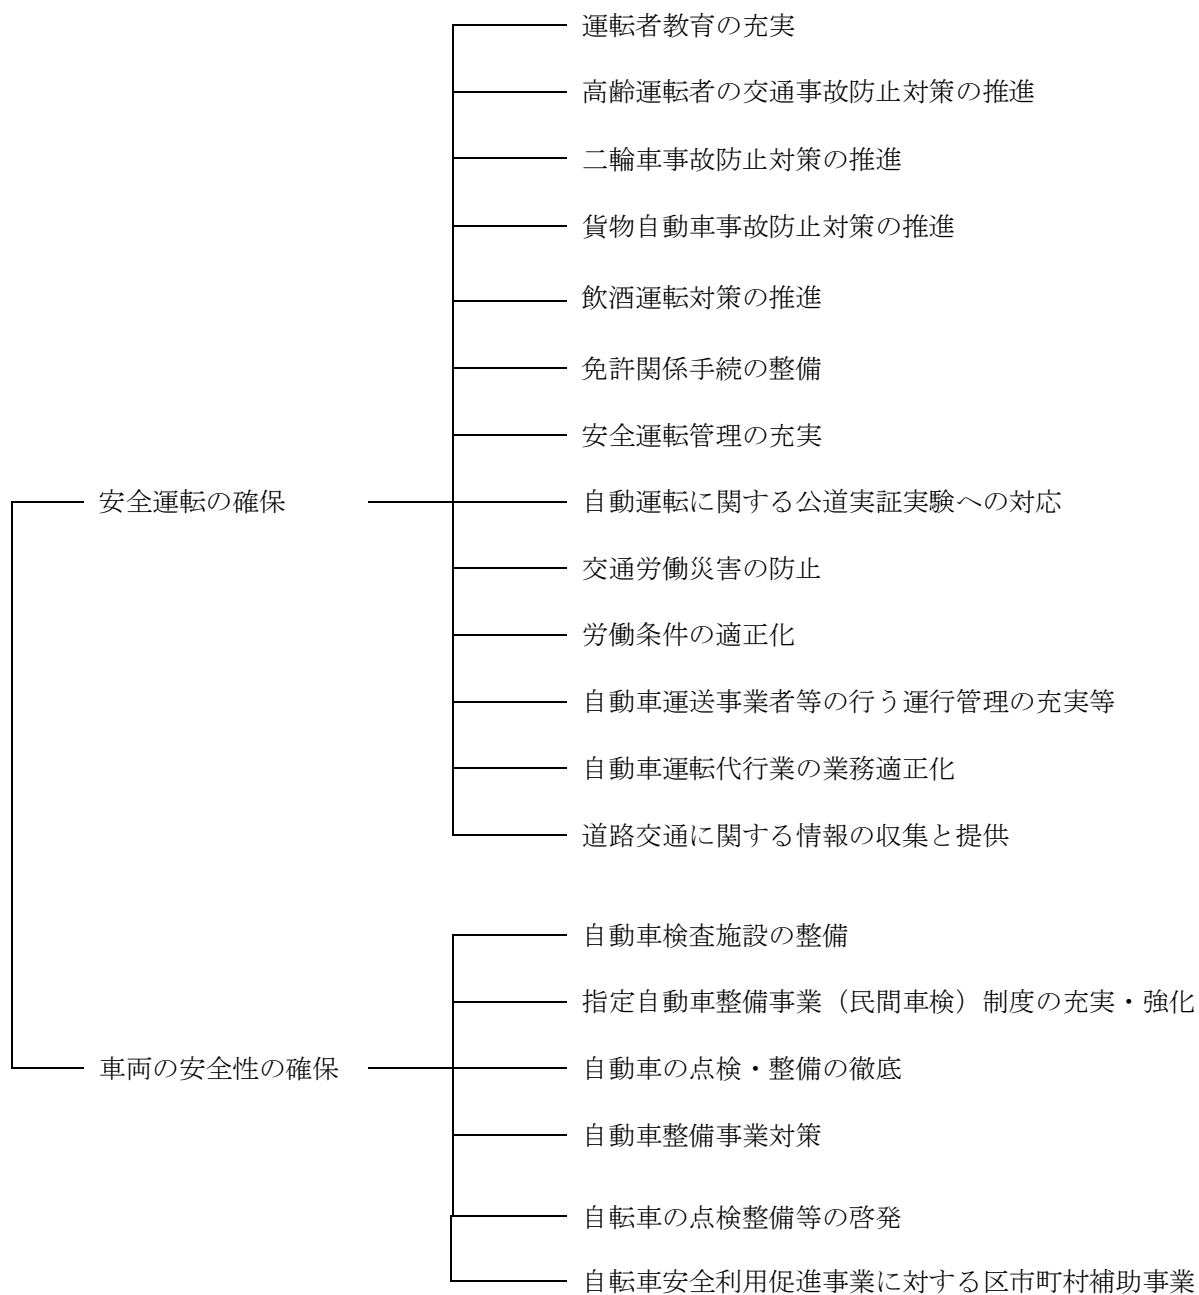 運転者教育の充実
高齢運転者の交通事故防止対策の推進
二輪車事故防止対策の推進
貨物自動車事故防止対策の推進
飲酒運転対策の推進
免許関係手続の整備
安全運転管理の充実
安全運転の確保
自動運転に関する公道実証実験への対応
交通労働災害の防止
労働条件の適正化
自動車運送事業者等の行う運行管理の充実等
自動車運転代行業の業務適正化
道路交通に関する情報の収集と提供
自動車検査施設の整備
指定自動車整備事業（民間車検）制度の充実・強化
車両の安全性の確保
自動車の点検・整備の徹底
自動車整備事業対策
自転車の点検整備等の啓発
自転車安全利用促進事業に対する区市町村補助事業